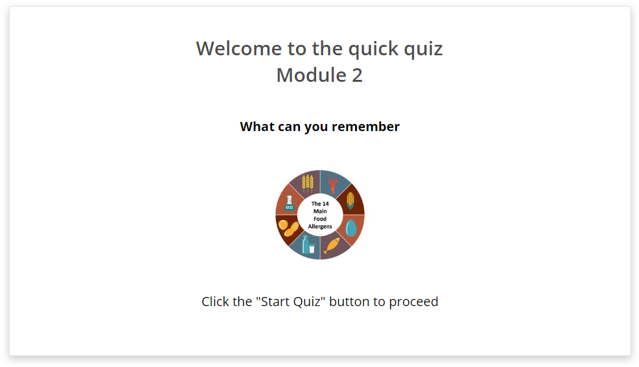 Welcome to the quick quiz
Module 2
What can you remember
The 14
Main
Food
Allergens
Click the "Start Quiz" button to proceed